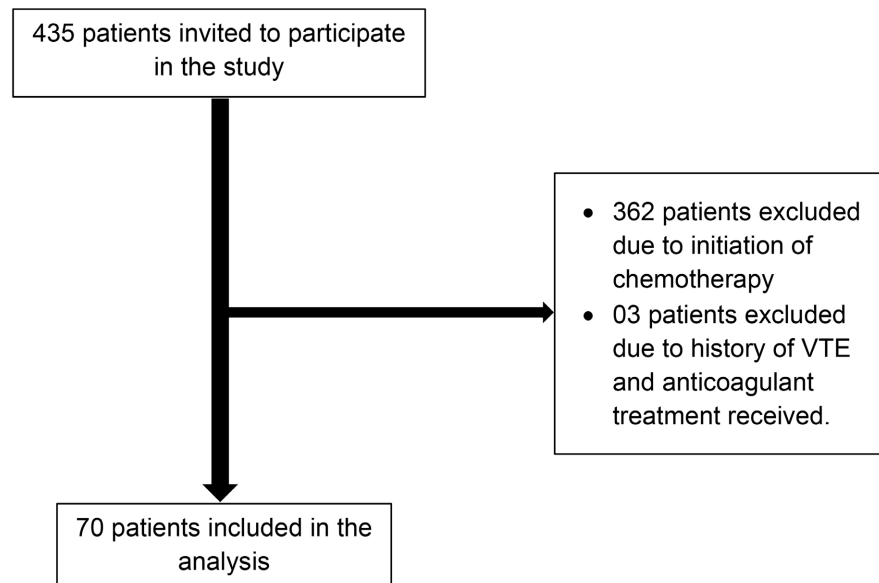 435 patients invited to participate
in the study
• 362 patients excluded
due to initiation of
chemotherapy
• 03 patients excluded
due to history of VTE
and anticoagulant
treatment received.
70 patients included in the
analysis